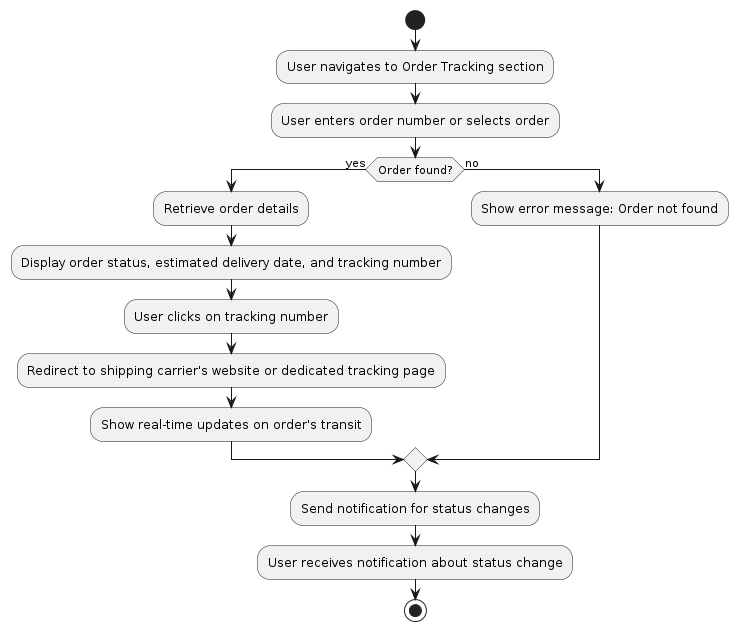 User navigates to Order Tracking section
User enters order number or selects order
yes
Order found?
no
Retrieve order details
Show error message: Order not found
Display order status, estimated delivery date, and tracking number
User clicks on tracking number
Redirect to shipping carrier's website or dedicated tracking page
Show real-time updates on order's transit
Send notification for status changes
User receives notification about status change